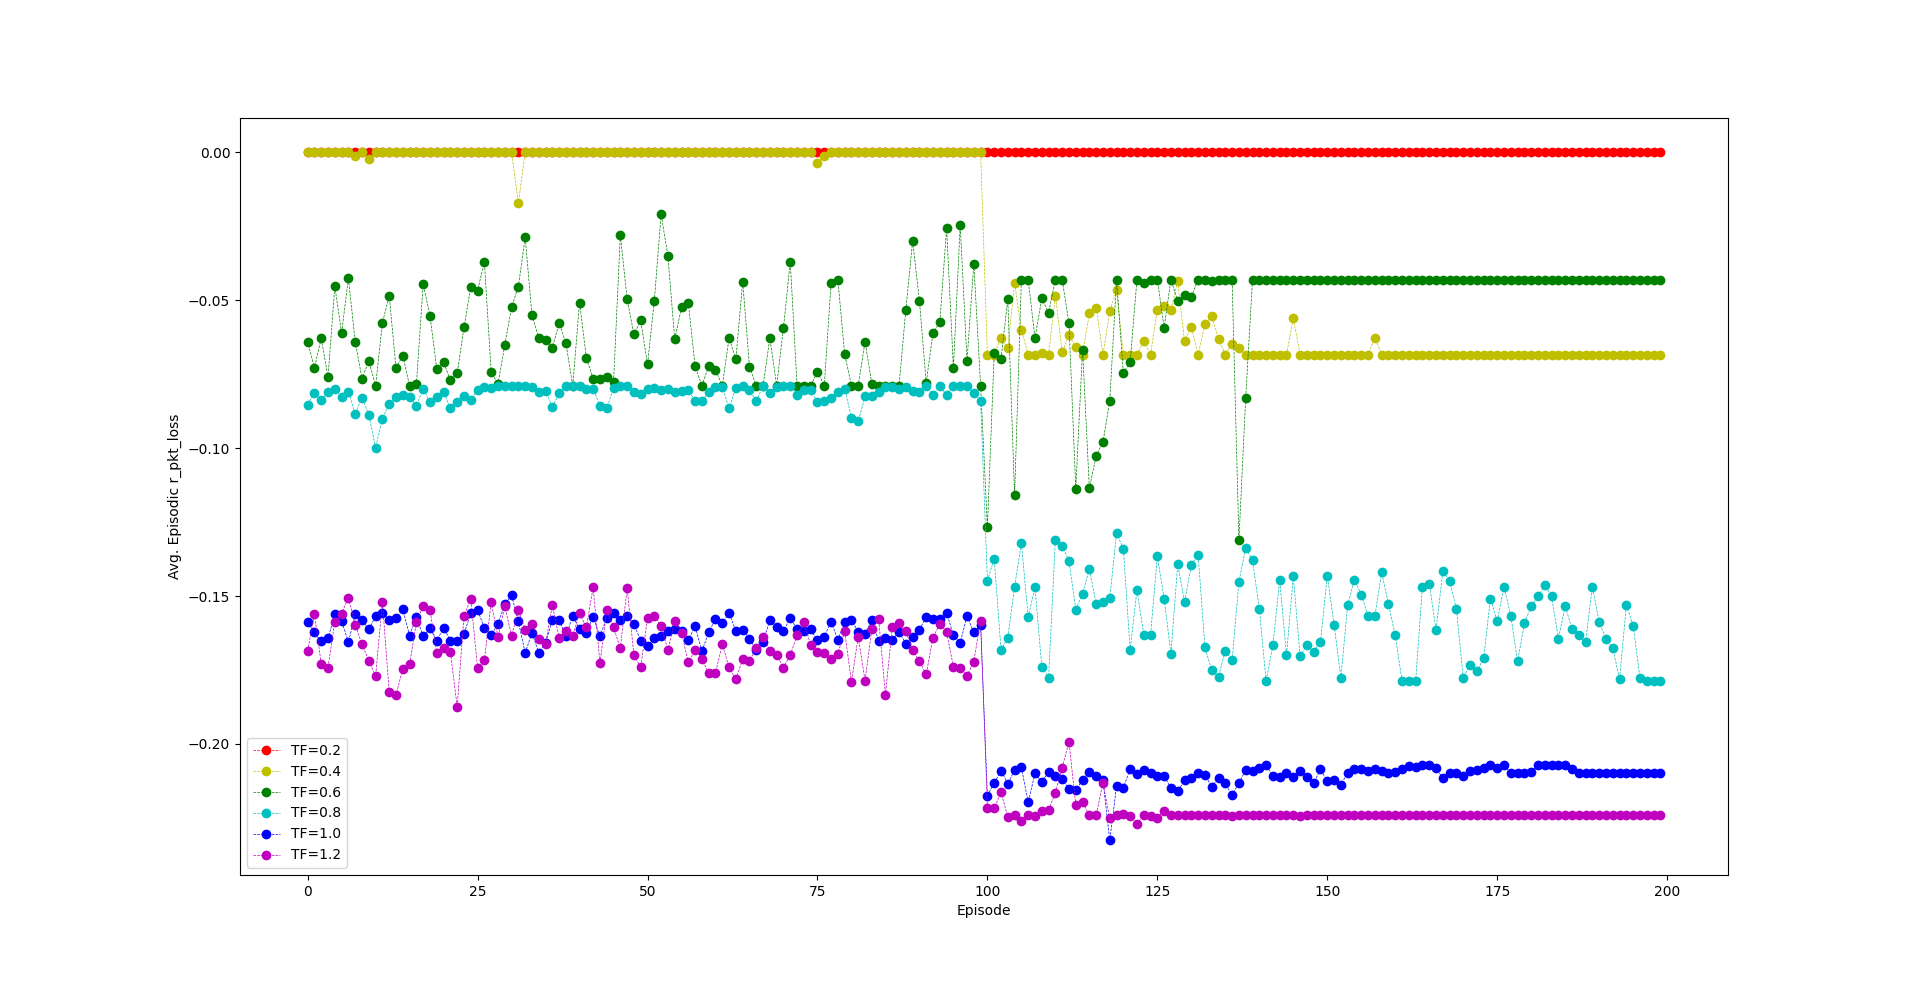 0.00
−0.05
−0.10
−0.15
−0.20
Avg. Episodic r_pkt_loss
TF=0.2
TF=0.4
TF=0.6
TF=0.8
TF=1.0
TF=1.2
0 25 50 75 100 125 150 175 200
Episode